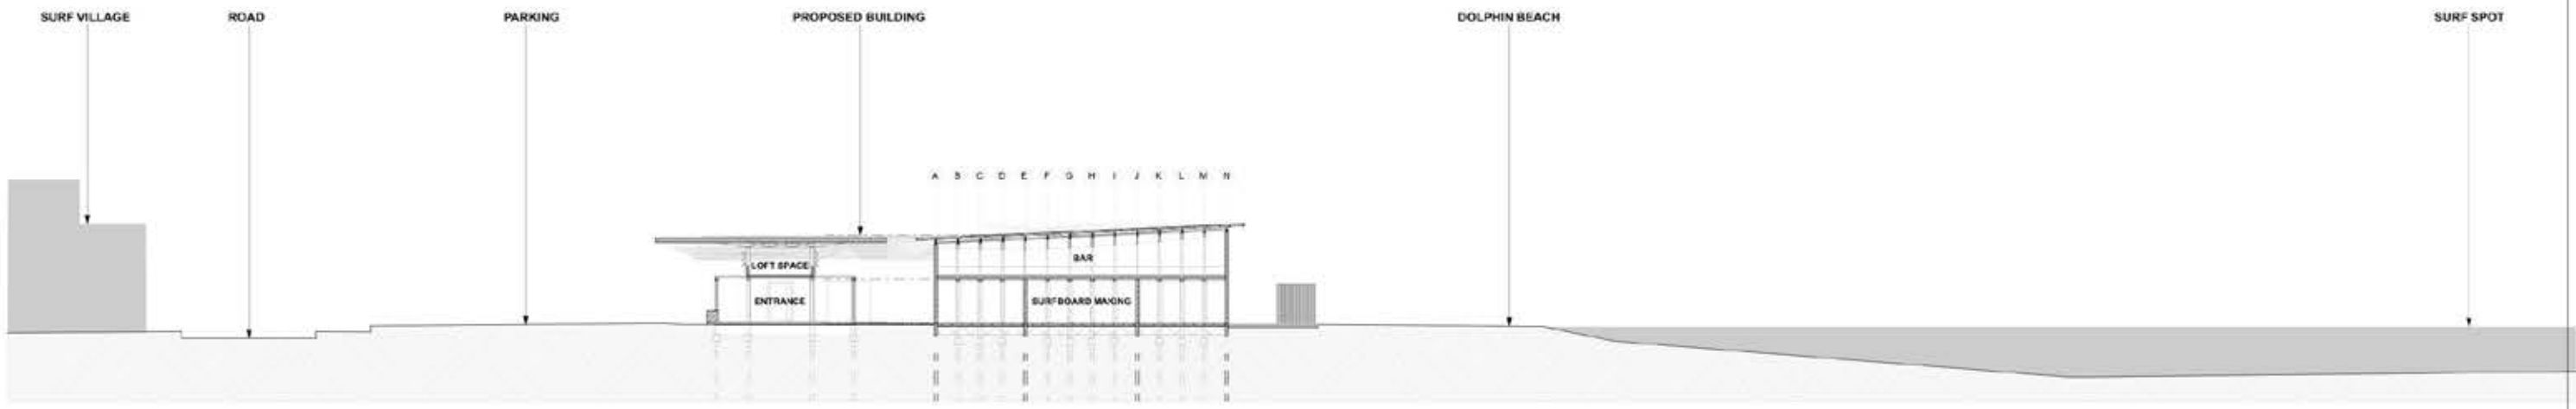 SURF VILLAGE
ROAD
PARKING
PROPOSED BUILDING
DOLPHIN BEACH
SURF SPOT
A B C D E F G H I J K L M N
LOFT SPACE
BAR
ENTRANCE
SURFBOARD MAKING